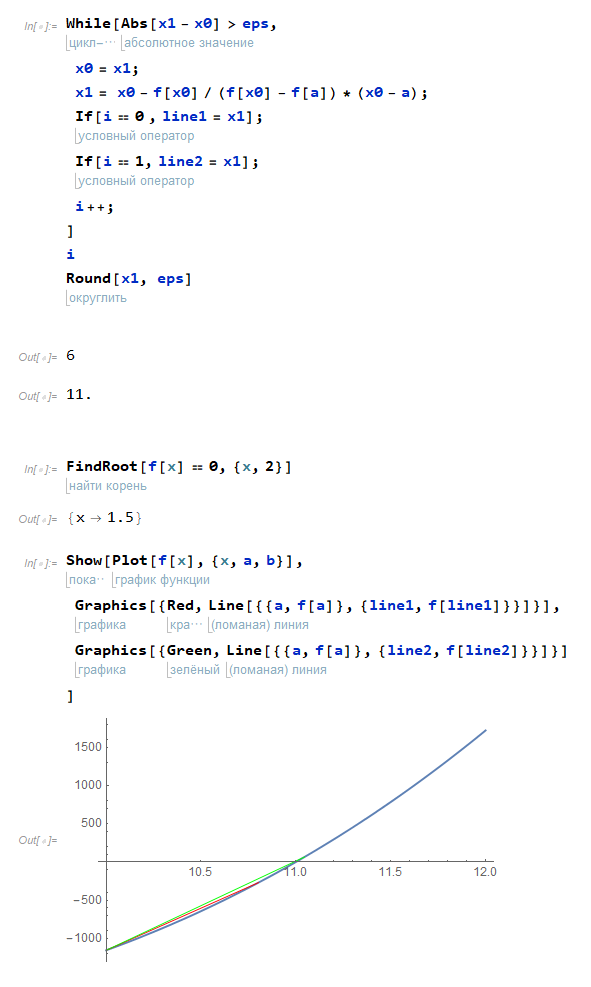 In[•]:= While[Abs[x1 - x0] > eps,
цикл-⋯ абсолютное значение
x0 = x1;
x1 = x0 - f[x0] / (f[x0] - f[a]) * (x0 - a);
If[i == 0, line1 = x1];
условный оператор
If[i == 1, line2 = x1];
условный оператор
i++;
]
i
Round[x1, eps]
округлить
Out[•]= 6
Out[•]= 11.
In[•]:= FindRoot[f[x] == 0, {x, 2}]
найти корень
Out[•]= {x → 1.5}
In[•]:= Show[Plot[f[x], {x, a, b}],
пока⋯ график функции
Graphics[{Red, Line[{{a, f[a]}, {line1, f[line1]}}]}],
графика кра⋯ (ломаная) линия
Graphics[{Green, Line[{{a, f[a]}, {line2, f[line2]}}]}]
графика зелёный (ломаная) линия
]
1500
1000
500
Out[•]=
10.5 11.0 11.5 12.0
-500
-1000